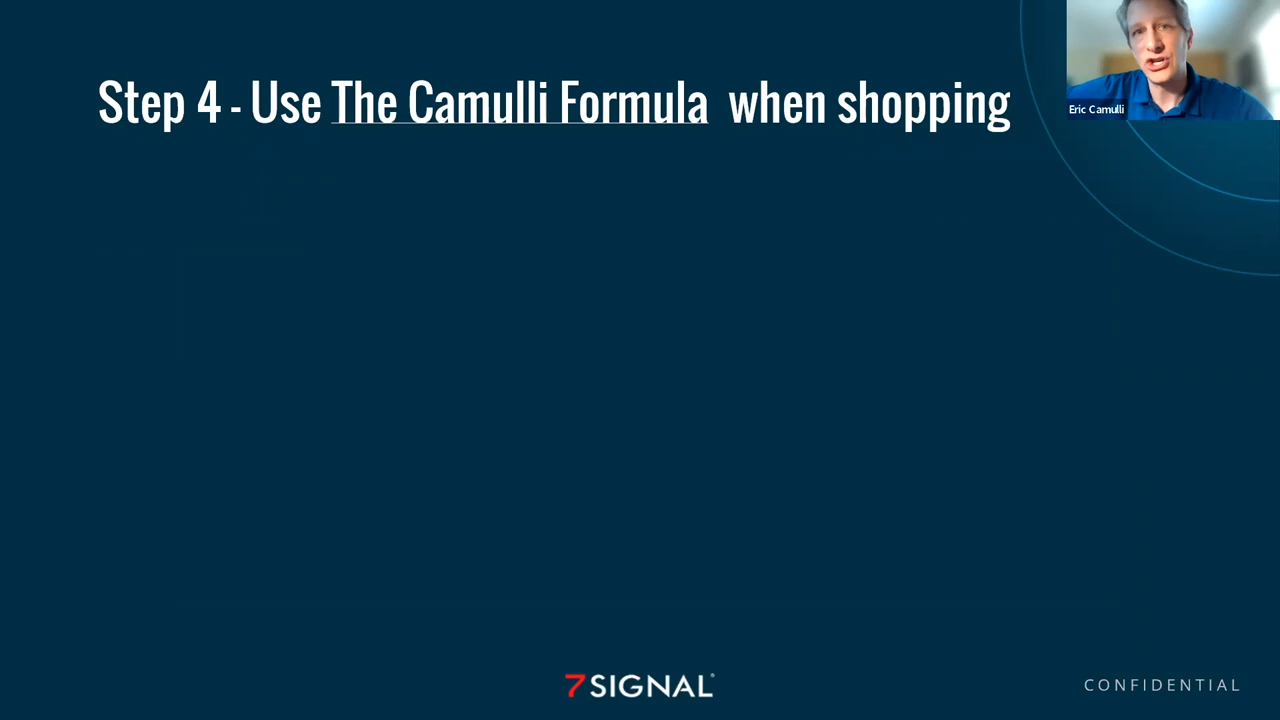 Step 4 - Use The Camulli Formula when shopping
Eric Camulli
7SIGNAL®
CONFIDENTIAL